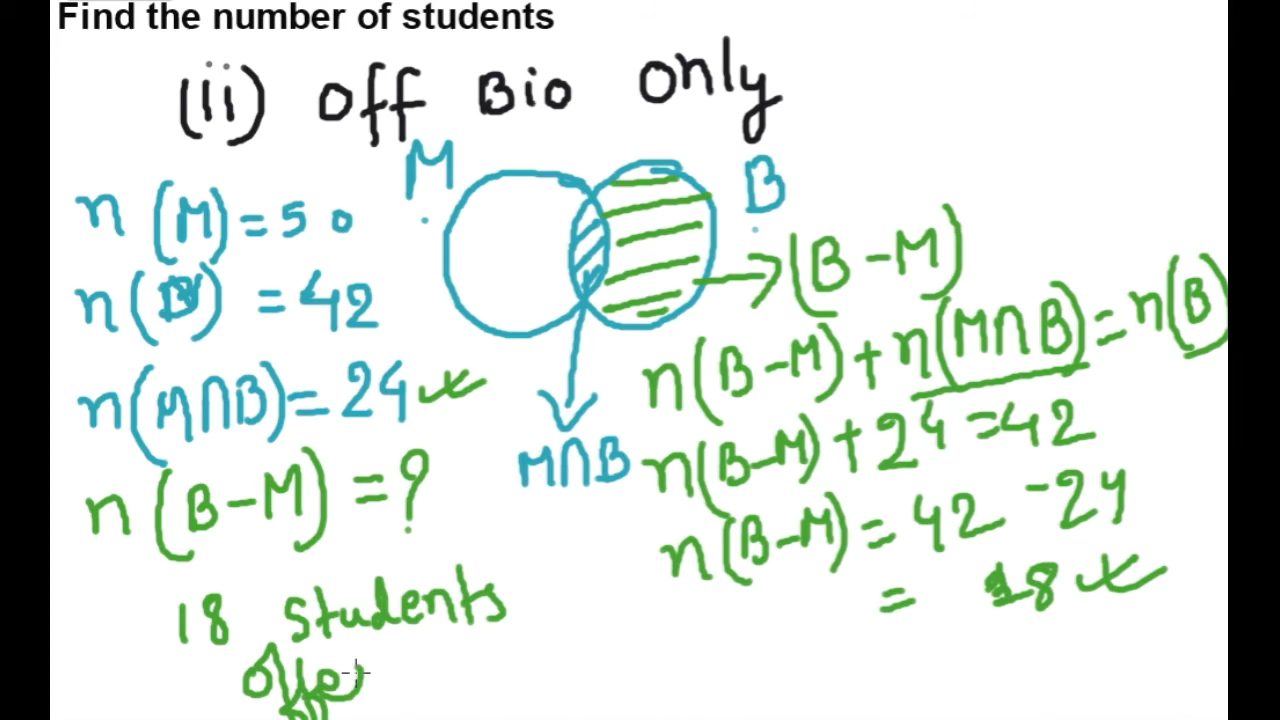 Find the number of students
(ii) Off Bio Only
M
B
n (M) = 50
n (B) = 42
n (M∩B) = 24
n (B-M) = ?
M∩B
(B-M)
n(B-M) + n(M∩B) = n(B)
n(B-M) + 24 = 42
n(B-M) = 42 - 24
= 18
18 students
offe